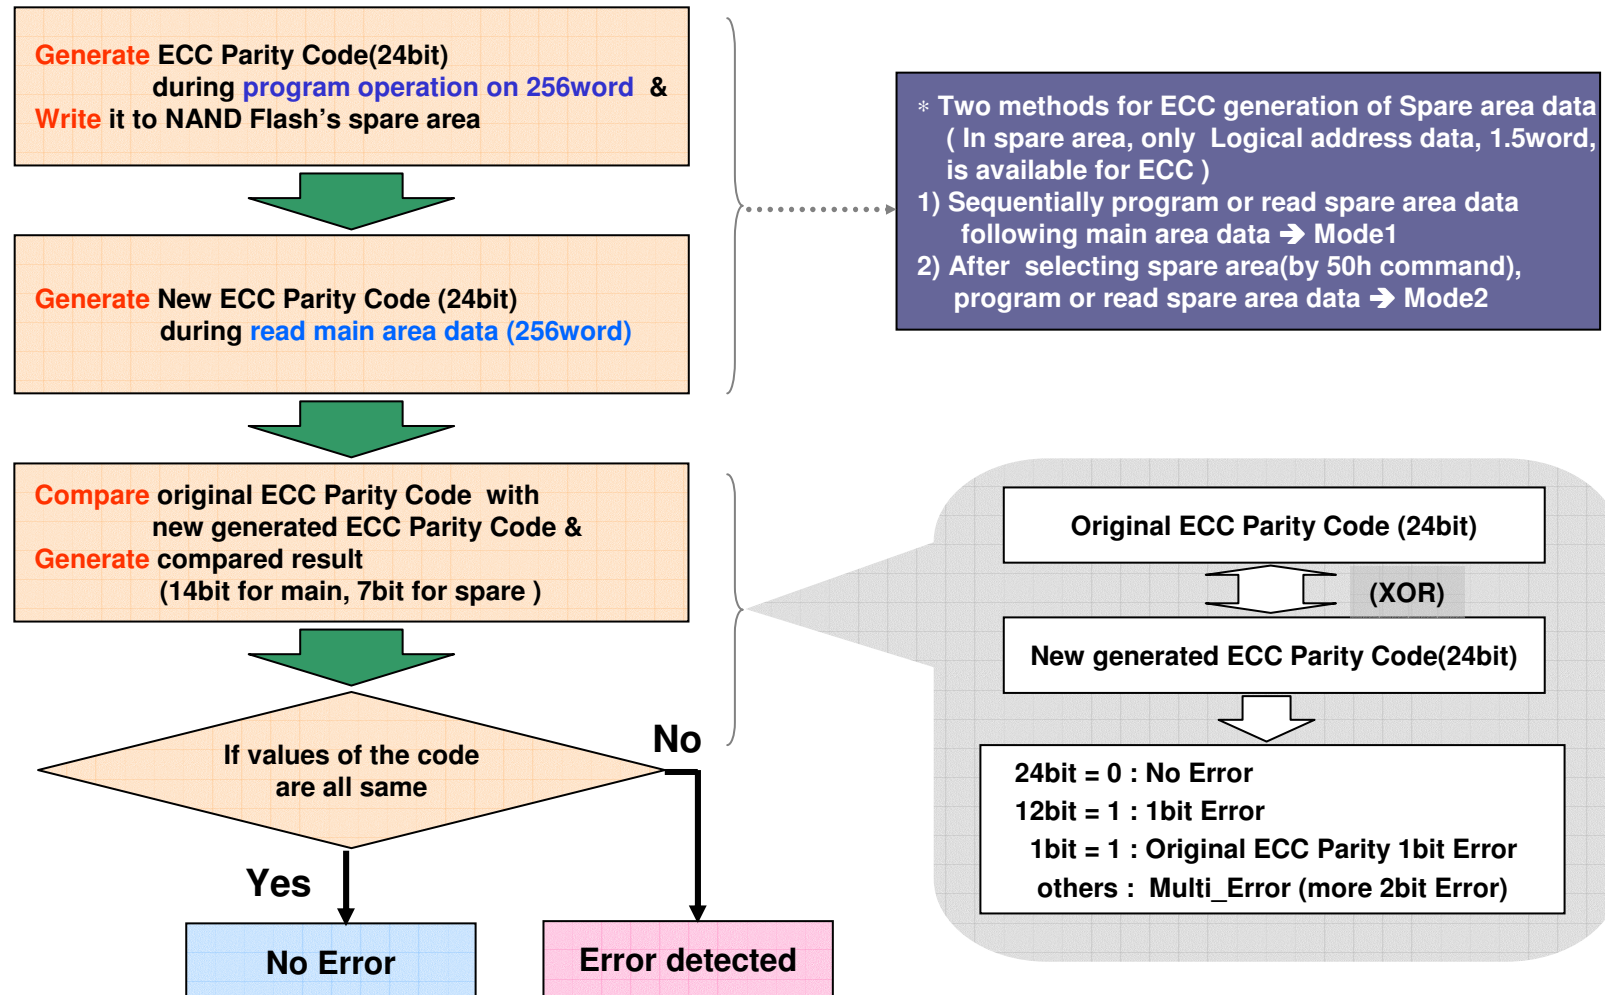 Generate ECC Parity Code(24bit)
during program operation on 256word &
Write it to NAND Flash's spare area
Generate New ECC Parity Code (24bit)
during read main area data (256word)
Compare original ECC Parity Code with
new generated ECC Parity Code &
Generate compared result
(14bit for main, 7bit for spare )
If values of the code
are all same
No
Yes
No Error
Error detected
* Two methods for ECC generation of Spare area data
( In spare area, only Logical address data, 1.5word,
is available for ECC )
1) Sequentially program or read spare area data
following main area data ➔ Mode1
2) After selecting spare area(by 50h command),
program or read spare area data ➔ Mode2
Original ECC Parity Code (24bit)
(XOR)
New generated ECC Parity Code(24bit)
24bit = 0 : No Error
12bit = 1 : 1bit Error
1bit = 1 : Original ECC Parity 1bit Error
others : Multi_Error (more 2bit Error)